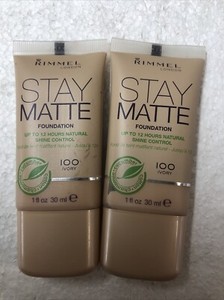 RIMMEL
LONDON
STAY
MATTE
FOUNDATION
UP TO 12 HOURS NATURAL
SHINE CONTROL
100
IVORY
1 fl oz 30 ml e
RIMMEL
LONDON
STAY
MATTE
FOUNDATION
UP TO 12 HOURS NATURAL
SHINE CONTROL
100
IVORY
1 fl oz 30 ml e